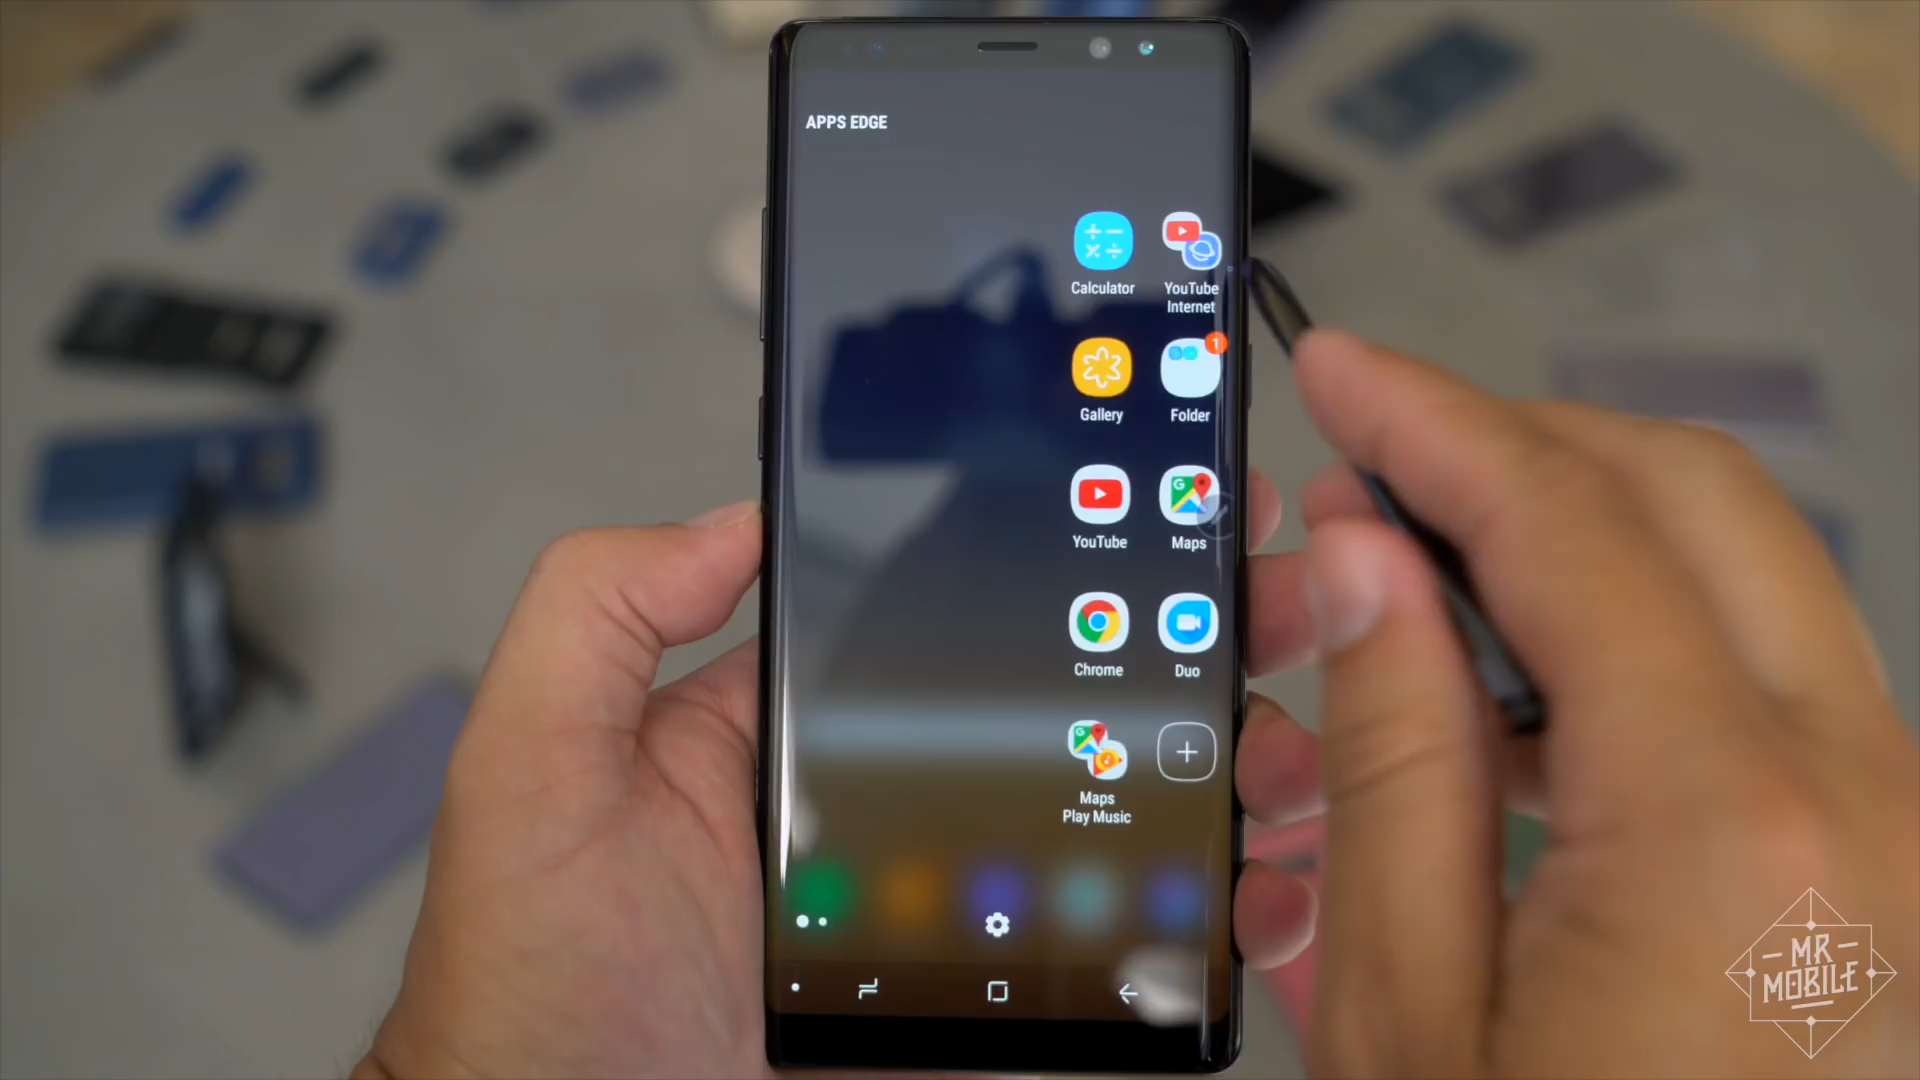 APPS EDGE
Calculator
YouTube
Internet
1
Gallery
Folder
G
YouTube
Maps
Chrome
Duo
G
Maps
Play Music
MR
MOBILE